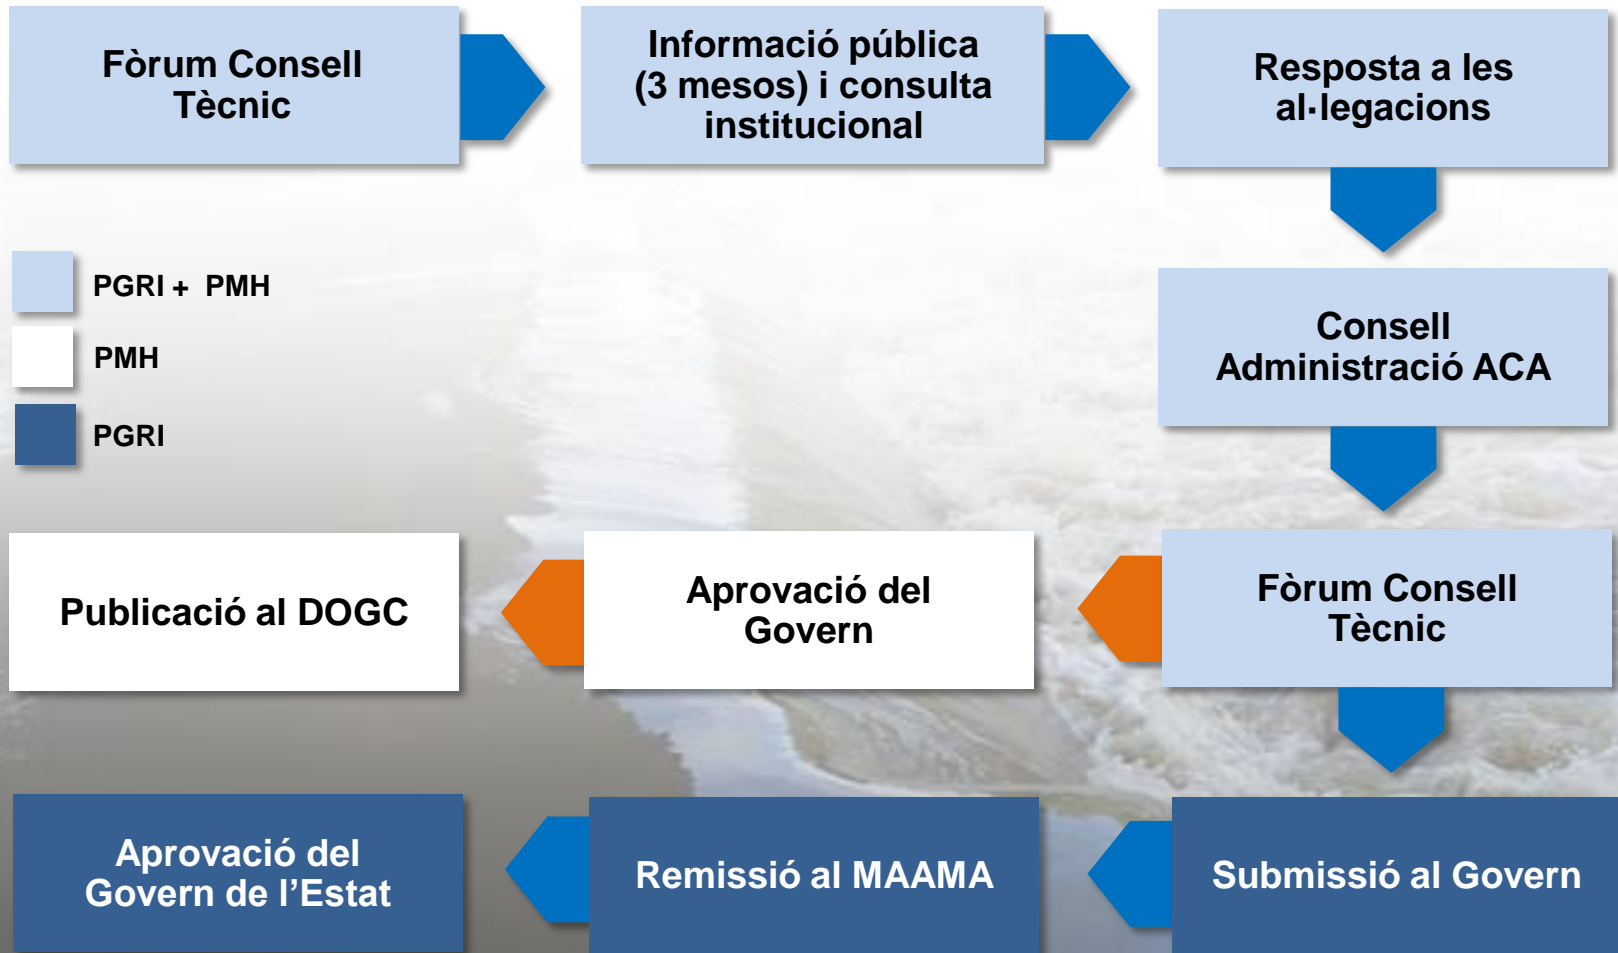 Fòrum Consell
Tècnic
Informació pública
(3 mesos) i consulta
institucional
Resposta a les
al·legacions
PGRI + PMH
PMH
PGRI
Consell
Administració ACA
Publicació al DOGC
Aprovació del
Govern
Fòrum Consell
Tècnic
Aprovació del
Govern de l’Estat
Remissió al MAAMA
Submissió al Govern